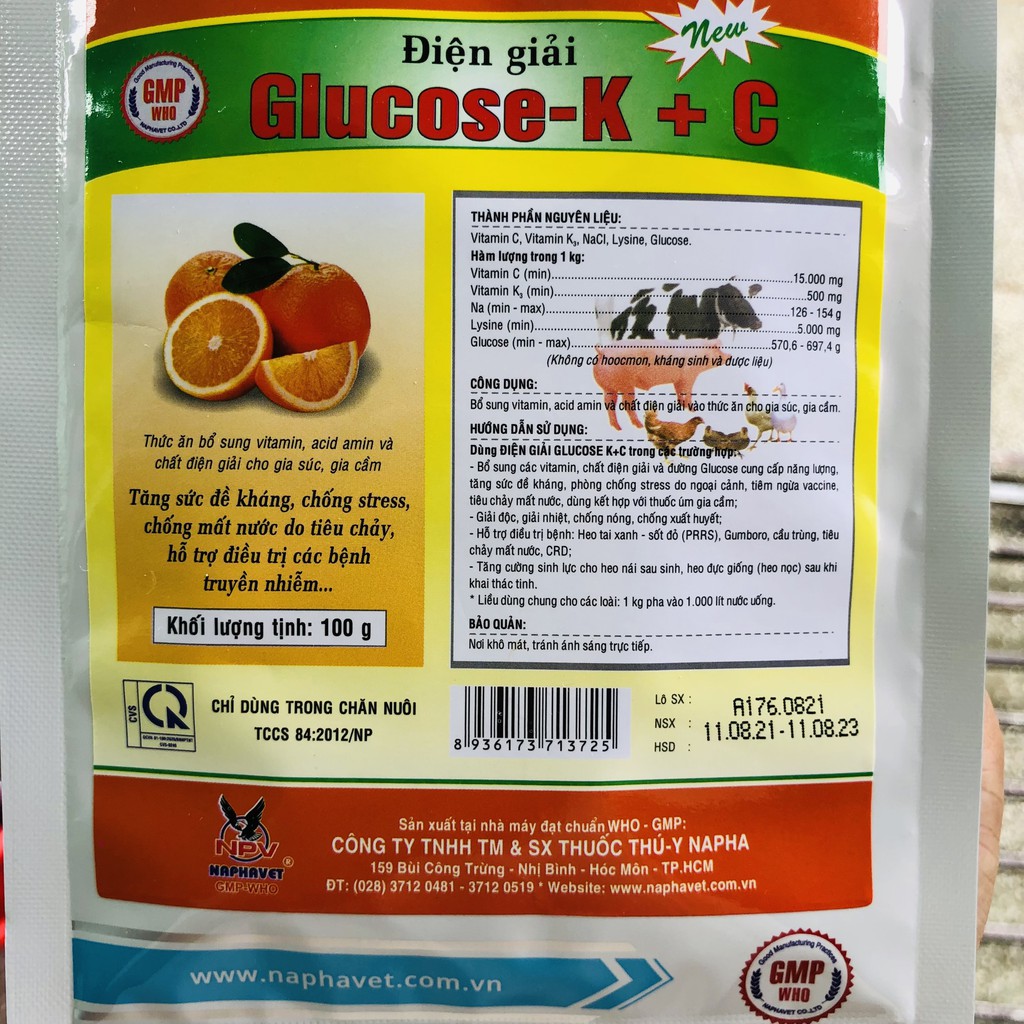 New
Điện giải
Glucose-K + C
Good Manufacturing Practices
GMP
WHO
NAPHAVET CO.,LTD
Thức ăn bổ sung vitamin, acid amin và
chất điện giải cho gia súc, gia cầm
Tăng sức đề kháng, chống stress,
chống mất nước do tiêu chảy,
hỗ trợ điều trị các bệnh
truyền nhiễm...
Khối lượng tịnh: 100 g
THÀNH PHẦN NGUYÊN LIỆU:
Vitamin C, Vitamin K₃, NaCl, Lysine, Glucose.
Hàm lượng trong 1 kg:
Vitamin C (min)...15.000 mg
Vitamin K₃ (min)...500 mg
Na (min - max)...126 - 154 g
Lysine (min)...5.000 mg
Glucose (min - max)...570,6 - 697,4 g
(Không có hoocmon, kháng sinh và dược liệu)
CÔNG DỤNG:
Bổ sung vitamin, acid amin và chất điện giải vào thức ăn cho gia súc, gia cầm.
HƯỚNG DẪN SỬ DỤNG:
Dùng ĐIỆN GIẢI GLUCOSE K+C trong các trường hợp:
- Bổ sung các vitamin, chất điện giải và đường Glucose cung cấp năng lượng,
tăng sức đề kháng, phòng chống stress do ngoại cảnh, tiêm ngừa vaccine,
tiêu chảy mất nước, dùng kết hợp với thuốc úm gia cầm;
- Giải độc, giải nhiệt, chống nóng, chống xuất huyết;
- Hỗ trợ điều trị bệnh: Heo tai xanh - sốt đỏ (PRRS), Gumboro, cầu trùng, tiêu
chảy mất nước, CRD;
- Tăng cường sinh lực cho heo nái sau sinh, heo đực giống (heo nọc) sau khi
khai thác tinh.
* Liều dùng chung cho các loài: 1 kg pha vào 1.000 lít nước uống.
BẢO QUẢN:
Nơi khô mát, tránh ánh sáng trực tiếp.
CVS
CHỈ DÙNG TRONG CHĂN NUÔI
TCCS 84:2012/NP
8 936173 713725
Lô SX : A176.0821
NSX : 11.08.21-11.08.23
HSD :
NPV
NAPHAVET
GMP-WHO
®
Sản xuất tại nhà máy đạt chuẩn WHO - GMP:
CÔNG TY TNHH TM & SX THUỐC THÚ-Y NAPHA
159 Bùi Công Trừng - Nhị Bình - Hóc Môn - TP.HCM
ĐT: (028) 3712 0481 - 3712 0519 * Website: www.naphavet.com.vn
www.naphavet.com.vn
Good Manufacturing Practices
GMP
WHO
NAPHAVET CO.,LTD